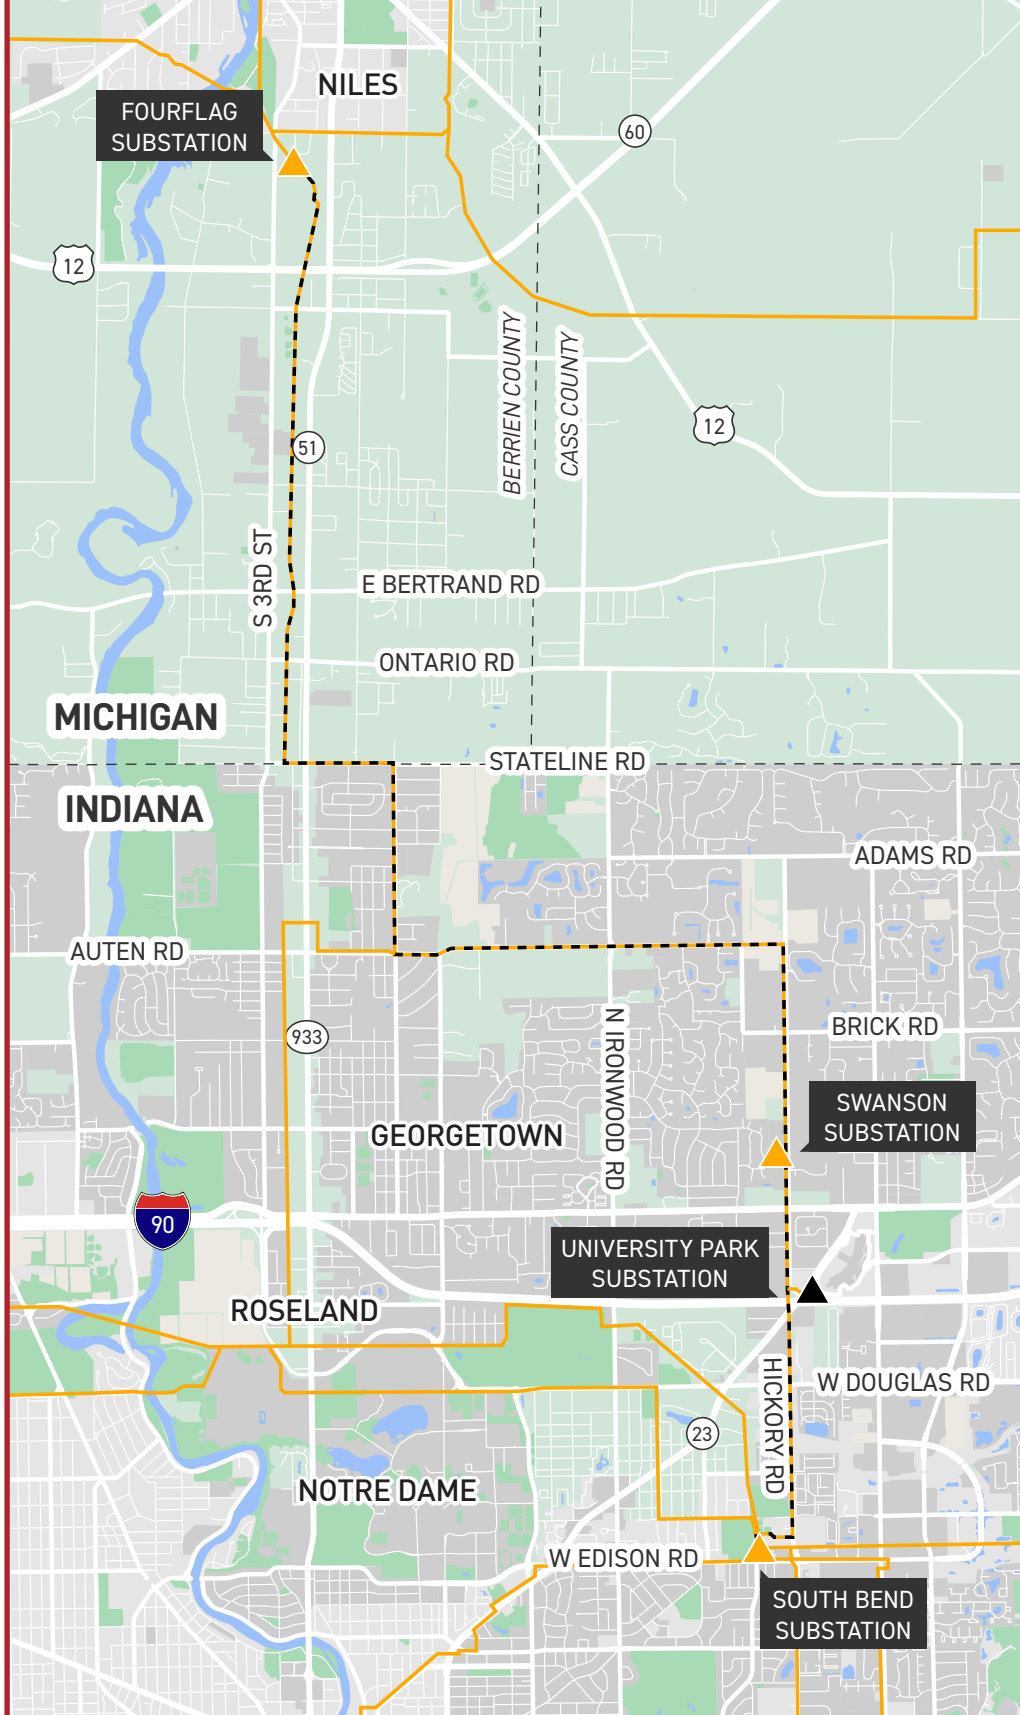 NILES
FOURFLAG
SUBSTATION
60
12
BERRIEN COUNTY
CASS COUNTY
12
51
S 3RD ST
E BERTRAND RD
ONTARIO RD
MICHIGAN
STATELINE RD
INDIANA
ADAMS RD
AUTEN RD
N IRONWOOD RD
BRICK RD
933
SWANSON
SUBSTATION
GEORGETOWN
90
UNIVERSITY PARK
SUBSTATION
ROSELAND
HICKORY RD
W DOUGLAS RD
23
NOTRE DAME
W EDISON RD
SOUTH BEND
SUBSTATION